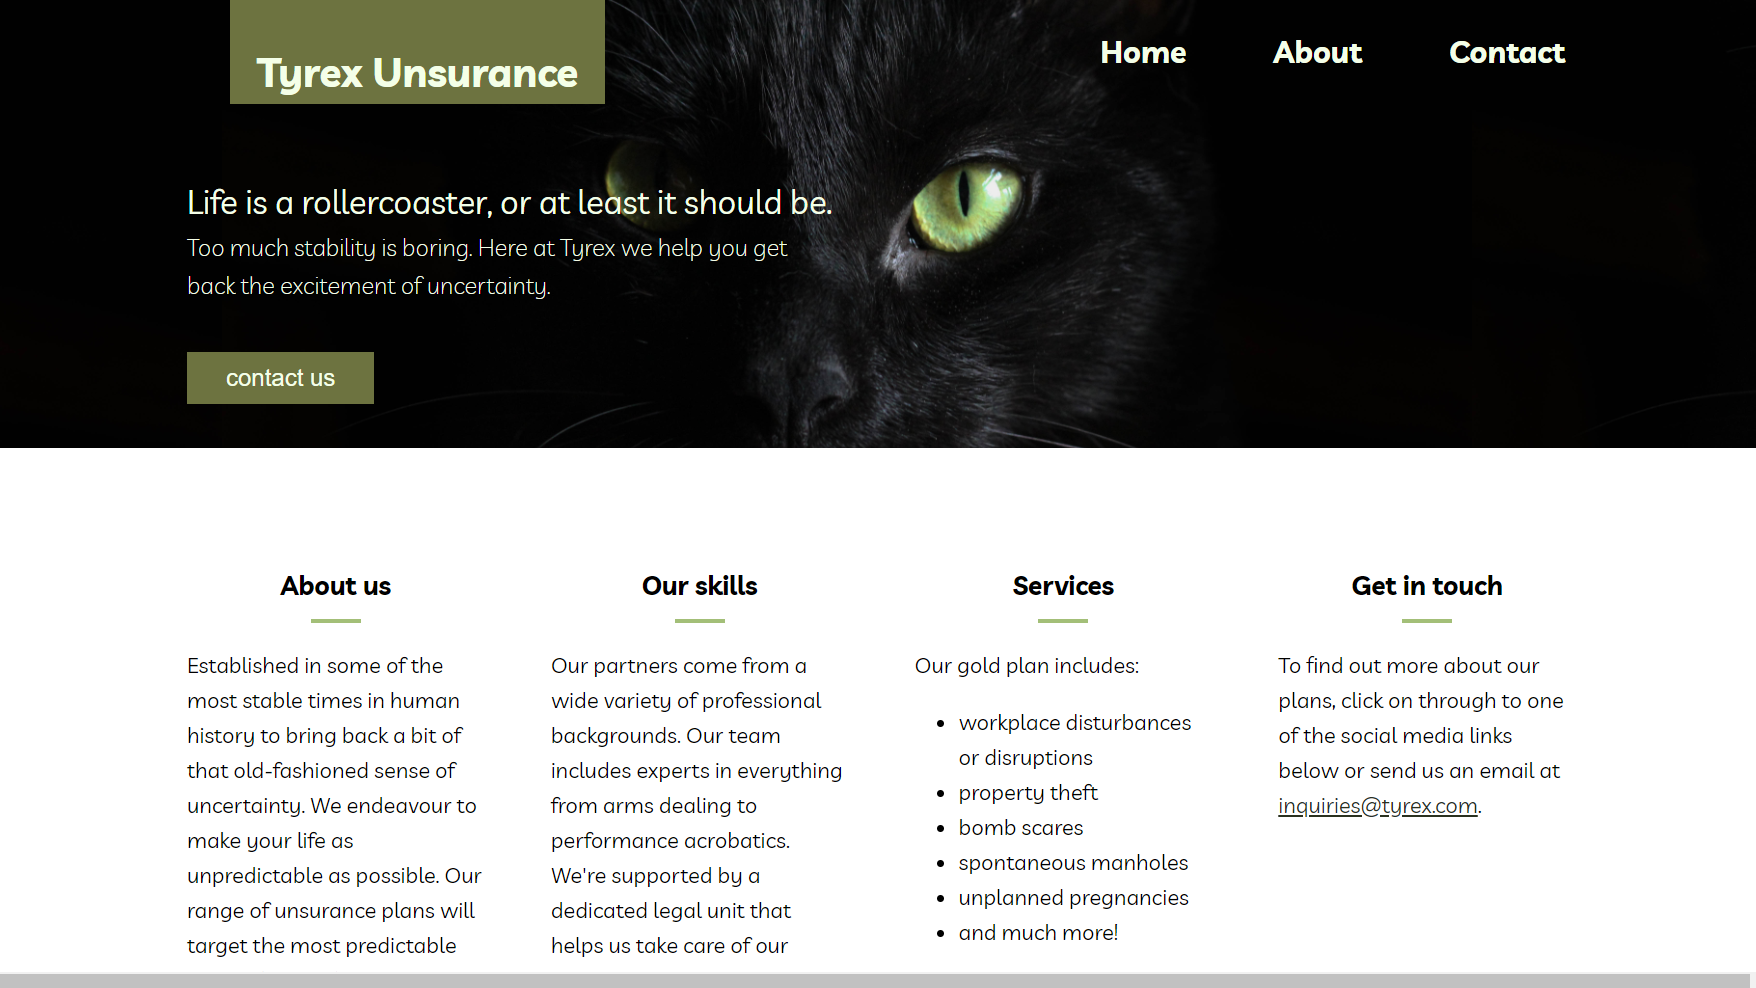 Tyrex Unsurance
Home About Contact
Life is a rollercoaster, or at least it should be.
Too much stability is boring. Here at Tyrex we help you get
back the excitement of uncertainty.
contact us
About us
Established in some of the
most stable times in human
history to bring back a bit of
that old-fashioned sense of
uncertainty. We endeavour to
make your life as
unpredictable as possible. Our
range of unsurance plans will
target the most predictable
Our skills
Our partners come from a
wide variety of professional
backgrounds. Our team
includes experts in everything
from arms dealing to
performance acrobatics.
We're supported by a
dedicated legal unit that
helps us take care of our
Services
Our gold plan includes:
• workplace disturbances
or disruptions
• property theft
• bomb scares
• spontaneous manholes
• unplanned pregnancies
• and much more!
Get in touch
To find out more about our
plans, click on through to one
of the social media links
below or send us an email at
inquiries@tyrex.com.